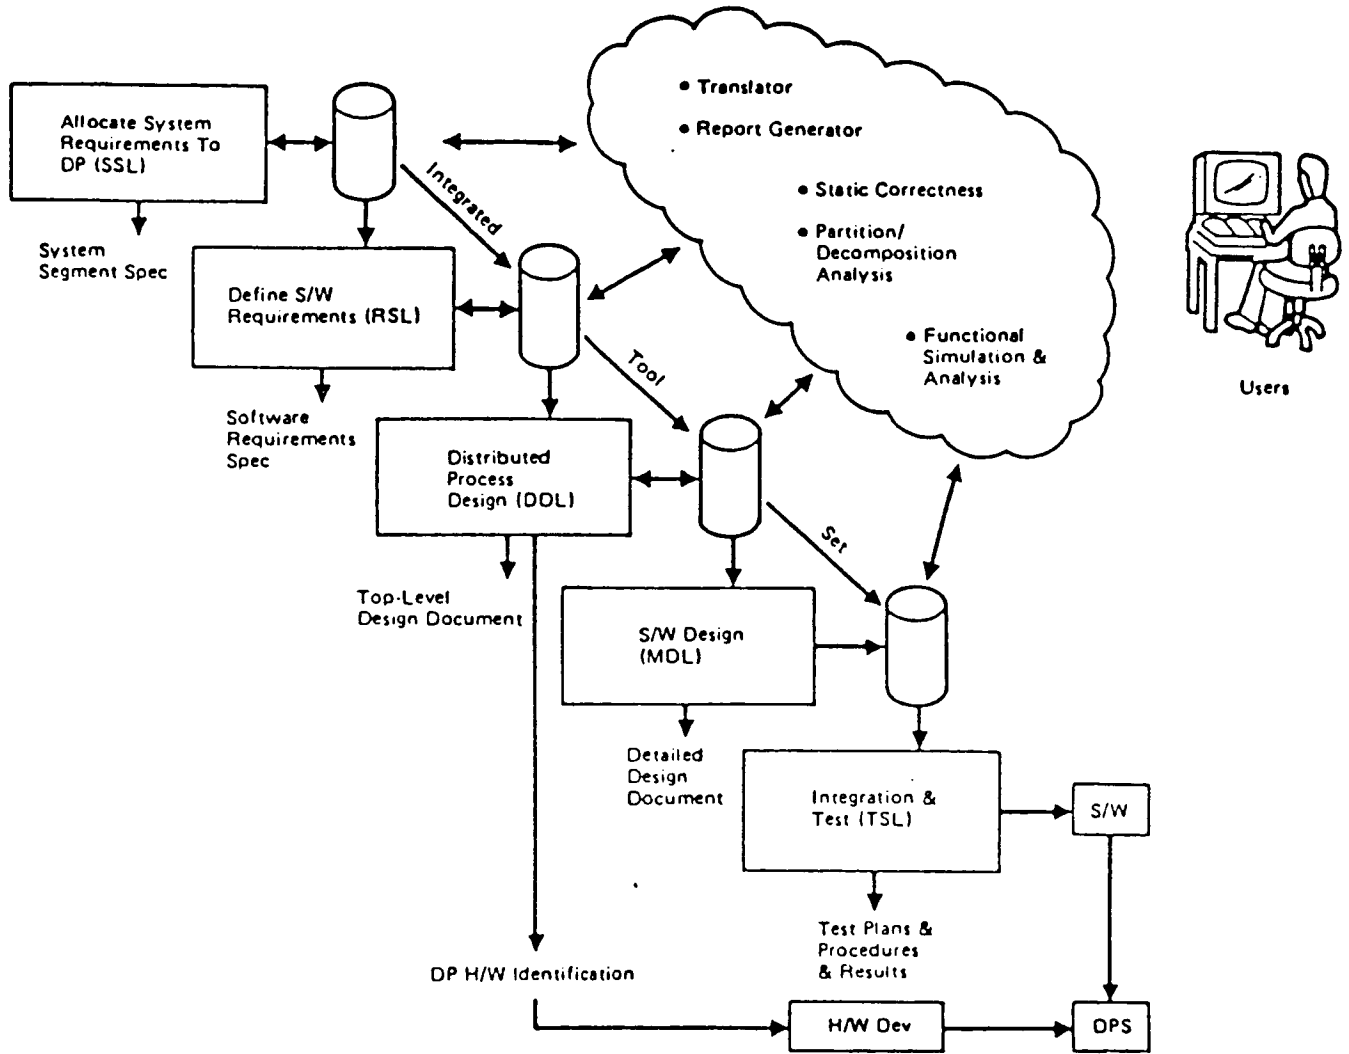 Allocate System
Requirements To
DP (SSL)
System
Segment Spec
Integrated
Define S/W
Requirements (RSL)
Software
Requirements
Spec
Tool
Distributed
Process
Design (DDL)
Top-Level
Design Document
Set
S/W Design
(MDL)
Detailed
Design
Document
Integration &
Test (TSL)
Test Plans &
Procedures
& Results
S/W
DP H/W Identification
H/W Dev
DPS
• Translator
• Report Generator
• Static Correctness
• Partition/
Decomposition
Analysis
• Functional
Simulation &
Analysis
Users